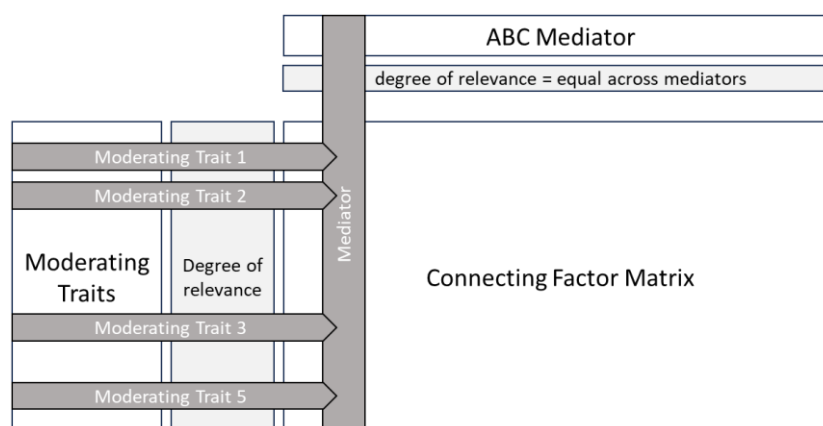 ABC Mediator
degree of relevance = equal across mediators
Moderating Trait 1
Moderating Trait 2
Mediator
Moderating
Traits
Degree of
relevance
Connecting Factor Matrix
Moderating Trait 3
Moderating Trait 5